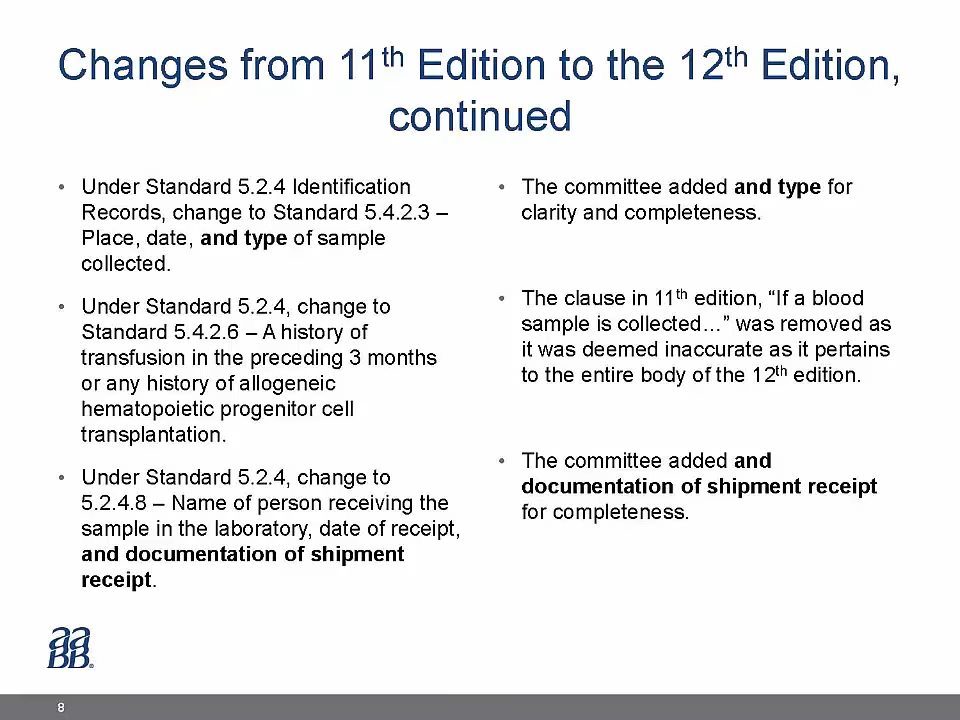 Changes from 11th Edition to the 12th Edition,
continued
• Under Standard 5.2.4 Identification
Records, change to Standard 5.4.2.3 –
Place, date, and type of sample
collected.
• Under Standard 5.2.4, change to
Standard 5.4.2.6 – A history of
transfusion in the preceding 3 months
or any history of allogeneic
hematopoietic progenitor cell
transplantation.
• Under Standard 5.2.4, change to
5.2.4.8 – Name of person receiving the
sample in the laboratory, date of receipt,
and documentation of shipment
receipt.
• The committee added and type for
clarity and completeness.
• The clause in 11th edition, “If a blood
sample is collected…” was removed as
it was deemed inaccurate as it pertains
to the entire body of the 12th edition.
• The committee added and
documentation of shipment receipt
for completeness.
aa
BB®
8